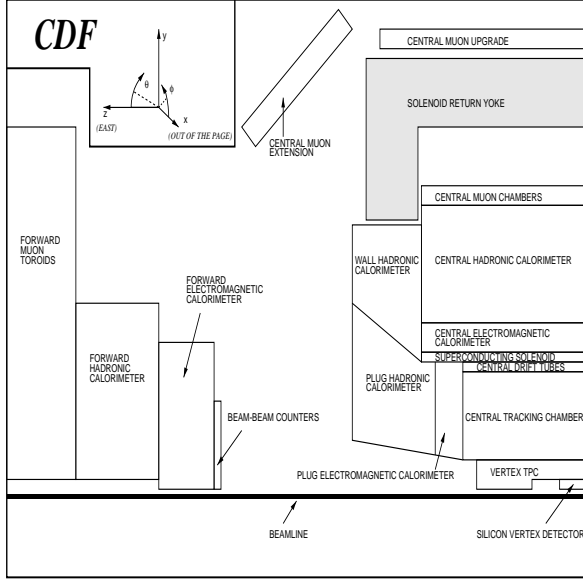 CDF
y
θ
φ
z
x
(EAST)
(OUT OF THE PAGE)
CENTRAL MUON
EXTENSION
CENTRAL MUON UPGRADE
SOLENOID RETURN YOKE
CENTRAL MUON CHAMBERS
FORWARD
MUON
TOROIDS
WALL HADRONIC
CALORIMETER
CENTRAL HADRONIC CALORIMETER
FORWARD
ELECTROMAGNETIC
CALORIMETER
CENTRAL ELECTROMAGNETIC
CALORIMETER
SUPERCONDUCTING SOLENOID
CENTRAL DRIFT TUBES
FORWARD
HADRONIC
CALORIMETER
PLUG HADRONIC
CALORIMETER
BEAM-BEAM COUNTERS
CENTRAL TRACKING CHAMBER
PLUG ELECTROMAGNETIC CALORIMETER
VERTEX TPC
BEAMLINE
SILICON VERTEX DETECTOR